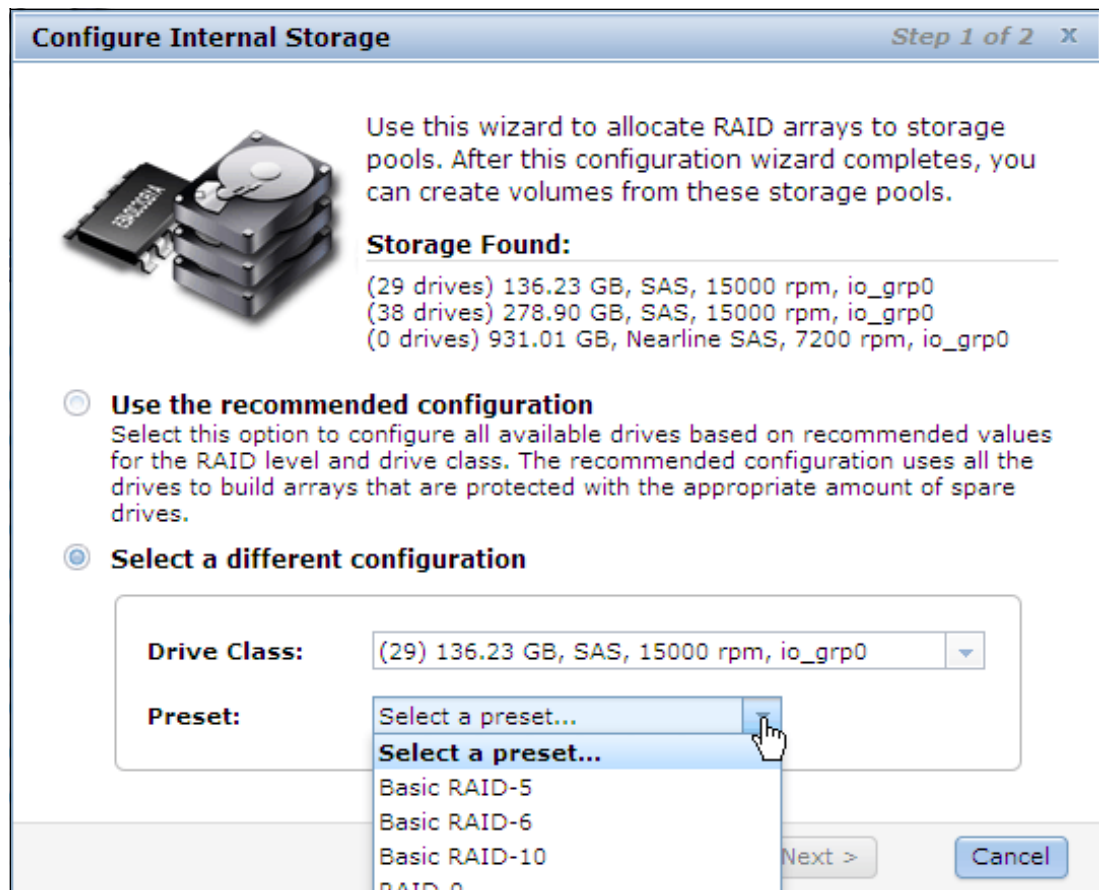 Configure Internal Storage
Step 1 of 2 x
Use this wizard to allocate RAID arrays to storage
pools. After this configuration wizard completes, you
can create volumes from these storage pools.
Storage Found:
(29 drives) 136.23 GB, SAS, 15000 rpm, io_grp0
(38 drives) 278.90 GB, SAS, 15000 rpm, io_grp0
(0 drives) 931.01 GB, Nearline SAS, 7200 rpm, io_grp0
Use the recommended configuration
Select this option to configure all available drives based on recommended values
for the RAID level and drive class. The recommended configuration uses all the
drives to build arrays that are protected with the appropriate amount of spare
drives.
Select a different configuration
Drive Class: (29) 136.23 GB, SAS, 15000 rpm, io_grp0
Preset: Select a preset...
Select a preset...
Basic RAID-5
Basic RAID-6
Basic RAID-10
Next >
Cancel